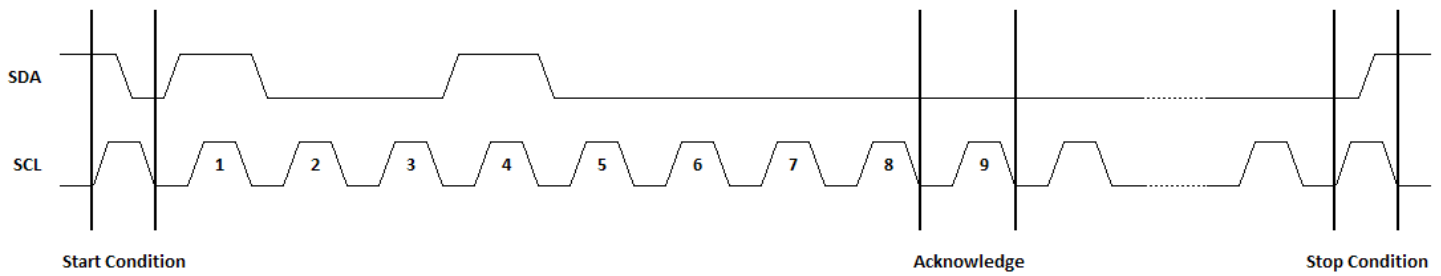 SDA
SCL 1 2 3 4 5 6 7 8 9
Start Condition Acknowledge Stop Condition